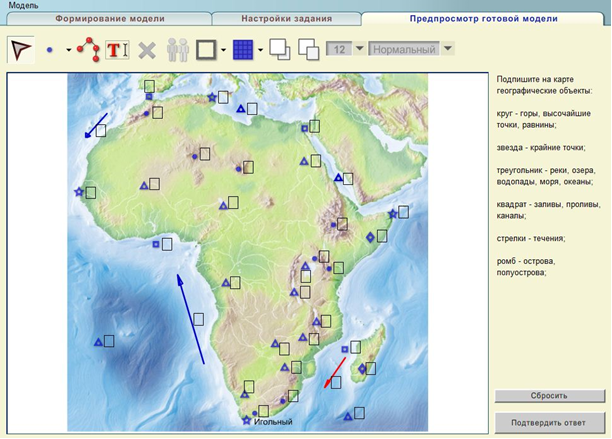 Модель
Формирование модели
Настройки задания
Предпросмотр готовой модели
T I
12
Нормальный
Подпишите на карте
географические объекты:
круг - горы, высочайшие
точки, равнины;
звезда - крайние точки;
треугольник - реки, озера,
водопады, моря, океаны;
квадрат - заливы, проливы,
каналы;
стрелки - течения;
ромб - острова,
полуострова;
Игольный
Сбросить
Подтвердить ответ